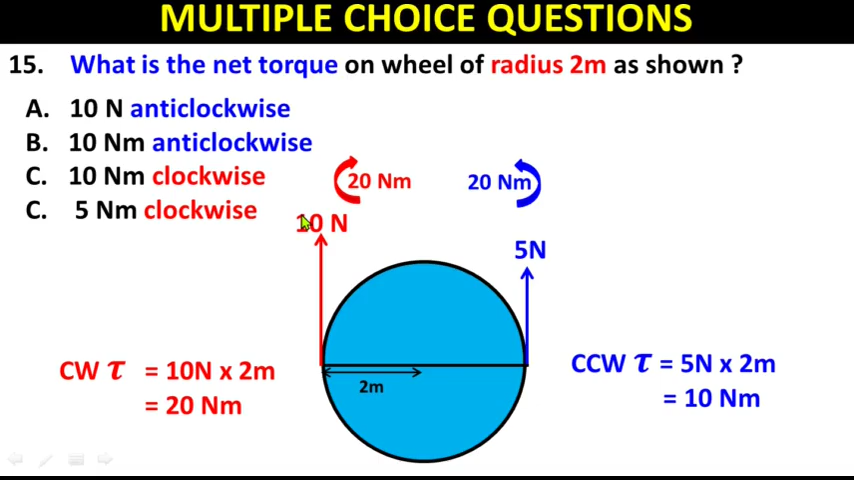 MULTIPLE CHOICE QUESTIONS
15. What is the net torque on wheel of radius 2m as shown ?
A. 10 N anticlockwise
B. 10 Nm anticlockwise
C. 10 Nm clockwise
C. 5 Nm clockwise
20 Nm
20 Nm
10 N
5N
2m
CW τ = 10N x 2m
= 20 Nm
CCW τ = 5N x 2m
= 10 Nm